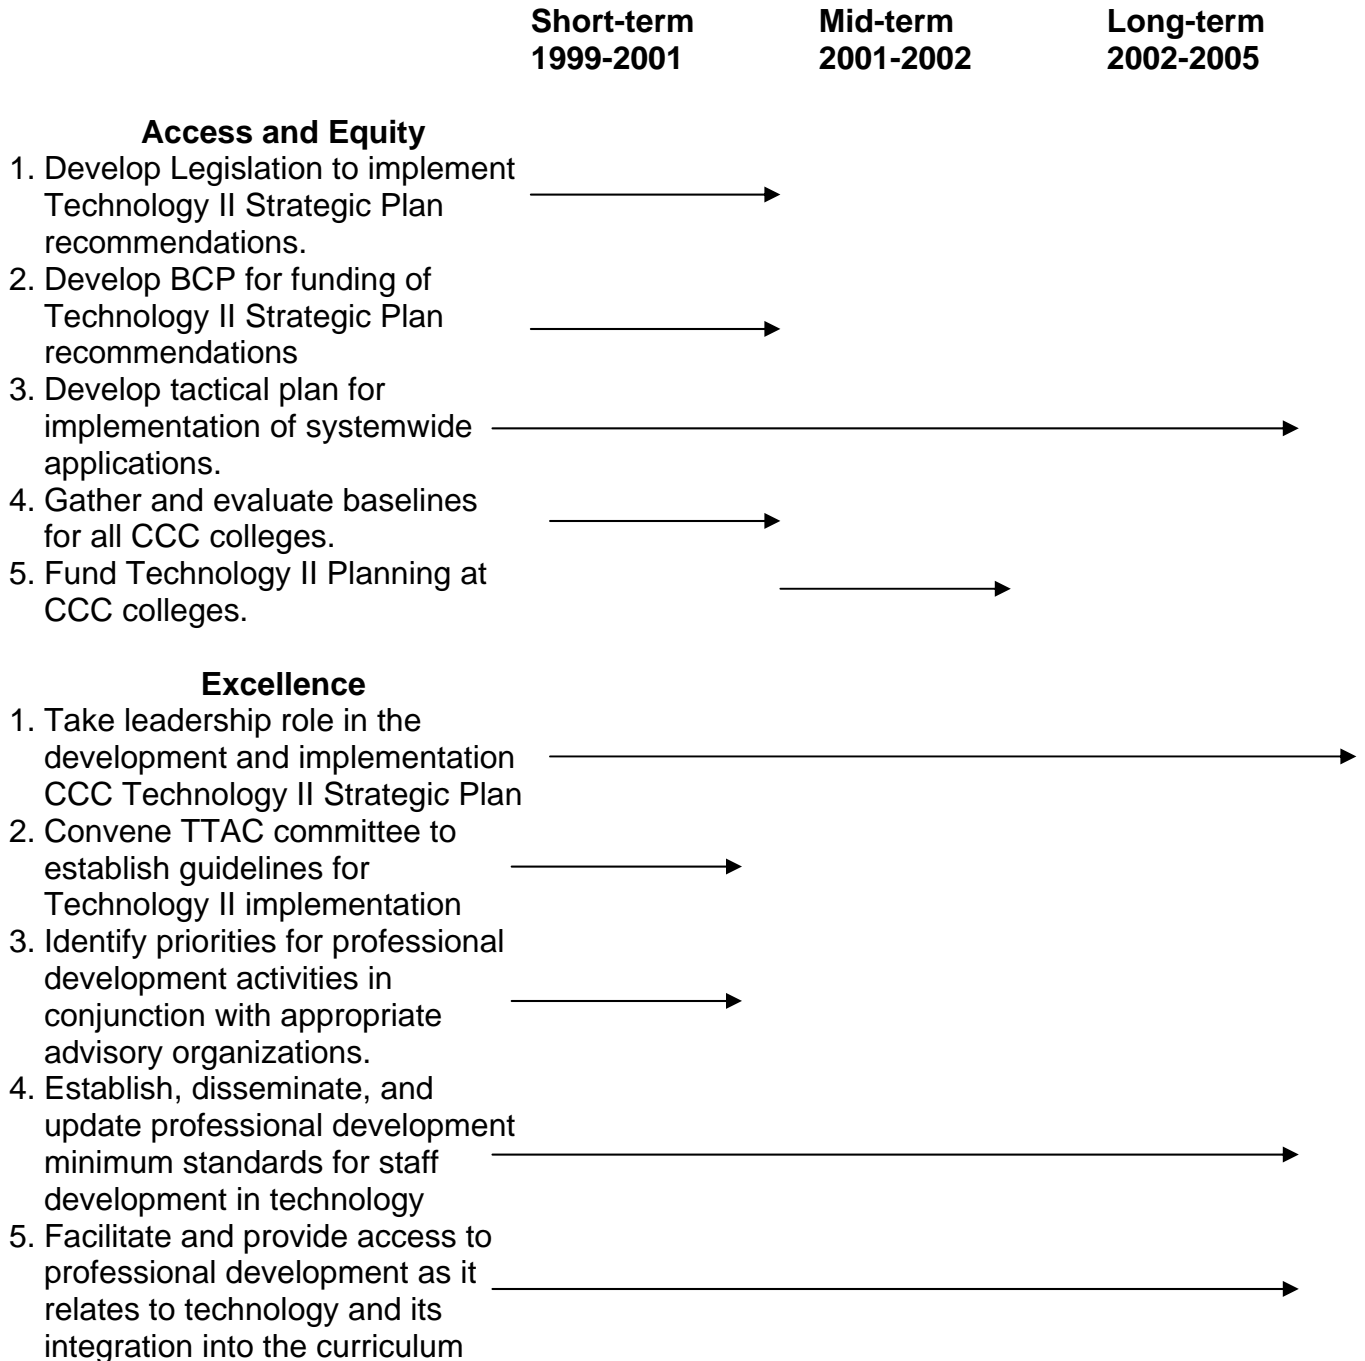 Short-term Mid-term Long-term
1999-2001 2001-2002 2002-2005
Access and Equity
1. Develop Legislation to implement
Technology II Strategic Plan
recommendations.
2. Develop BCP for funding of
Technology II Strategic Plan
recommendations
3. Develop tactical plan for
implementation of systemwide
applications.
4. Gather and evaluate baselines
for all CCC colleges.
5. Fund Technology II Planning at
CCC colleges.
Excellence
1. Take leadership role in the
development and implementation
CCC Technology II Strategic Plan
2. Convene TTAC committee to
establish guidelines for
Technology II implementation
3. Identify priorities for professional
development activities in
conjunction with appropriate
advisory organizations.
4. Establish, disseminate, and
update professional development
minimum standards for staff
development in technology
5. Facilitate and provide access to
professional development as it
relates to technology and its
integration into the curriculum